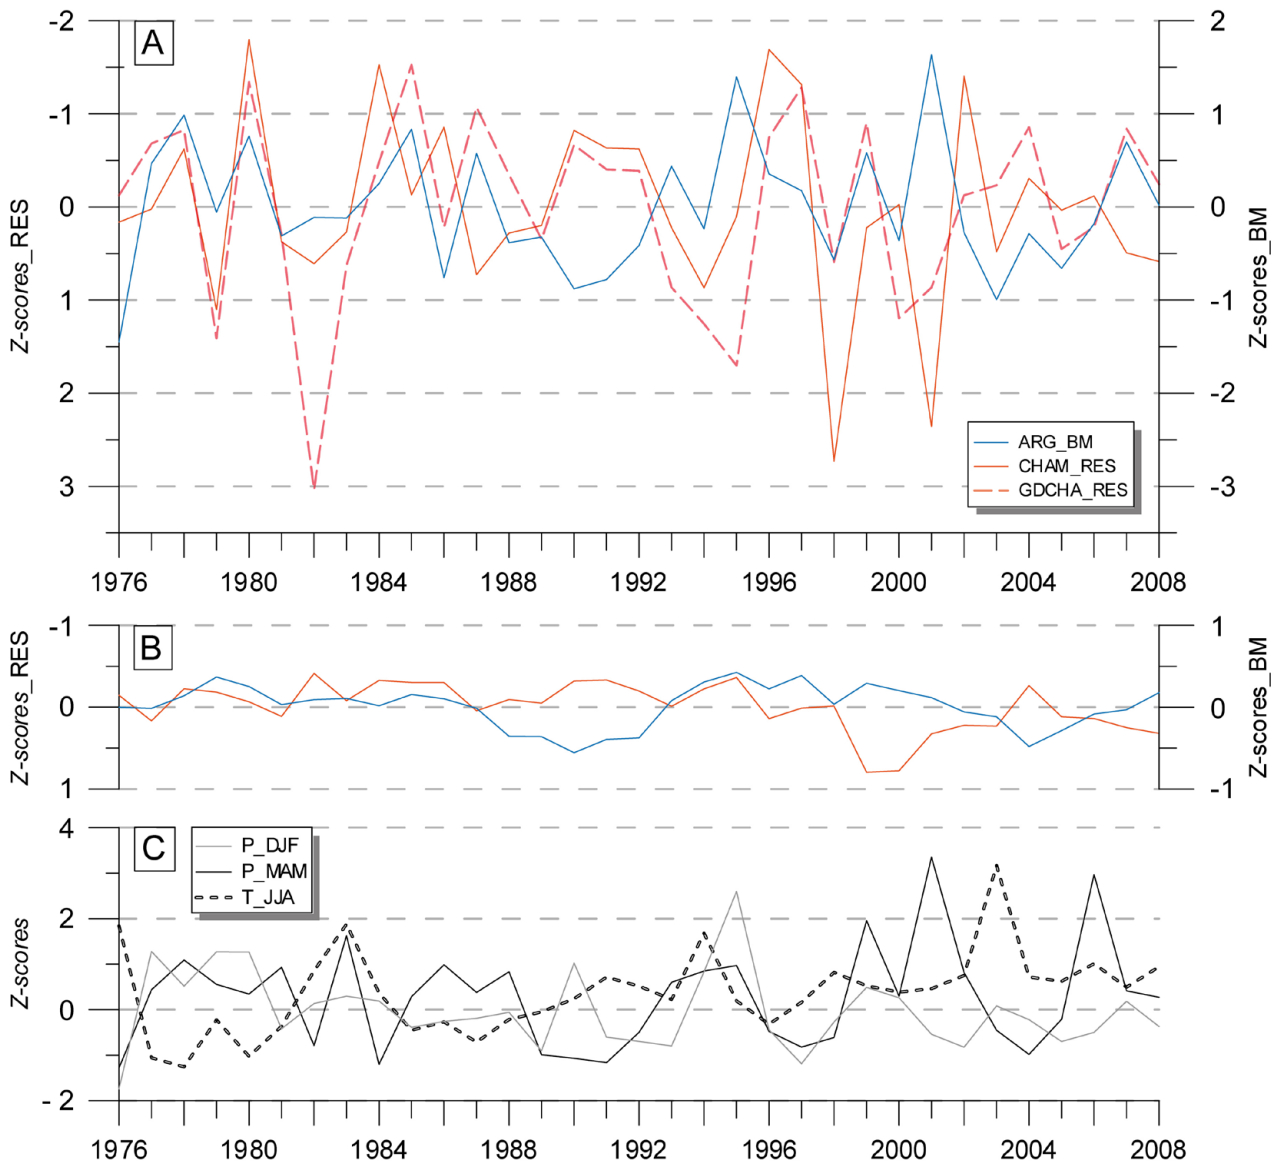 -2
-1
0
1
2
3
Z-scores_RES
A
2
1
0
-1
-2
-3
Z-scores_BM
ARG_BM
CHAM_RES
GDCHA_RES
1976 1980 1984 1988 1992 1996 2000 2004 2008
-1
0
1
Z-scores_RES
B
1
0
-1
Z-scores_BM
4
2
0
- 2
Z-scores
C
P_DJF
P_MAM
T_JJA
1976 1980 1984 1988 1992 1996 2000 2004 2008